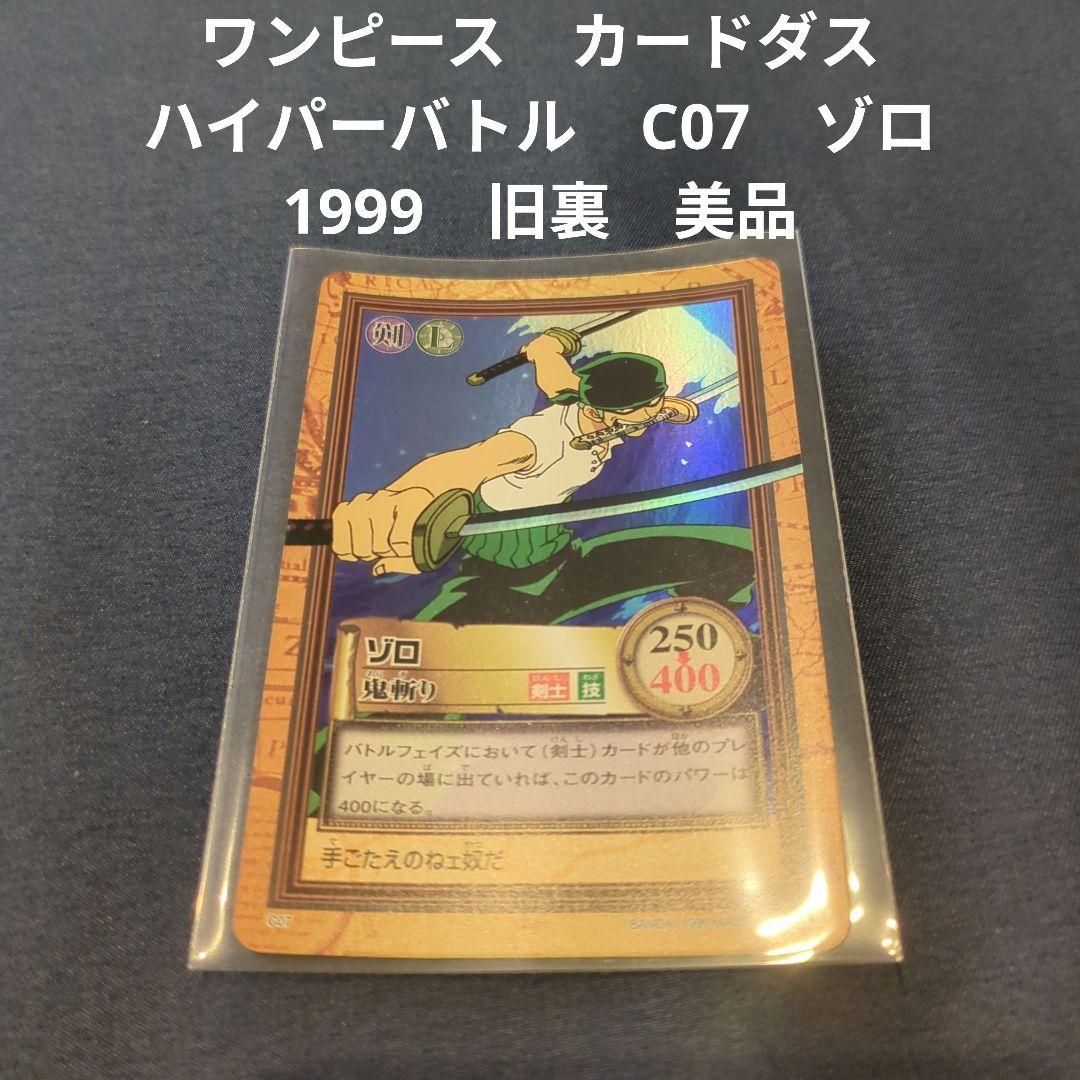 ワンピース　カードダス
ハイパーバトル　C07　ゾロ
1999　旧裏　美品
剣 L
ゾロ
鬼斬り
剣士 技
250
400
バトルフェイズにおいて(剣士)カードが他のプレ
イヤーの場に出ていれば、このカードのパワーは
400になる。
手ごたえのねェ奴だ
C07